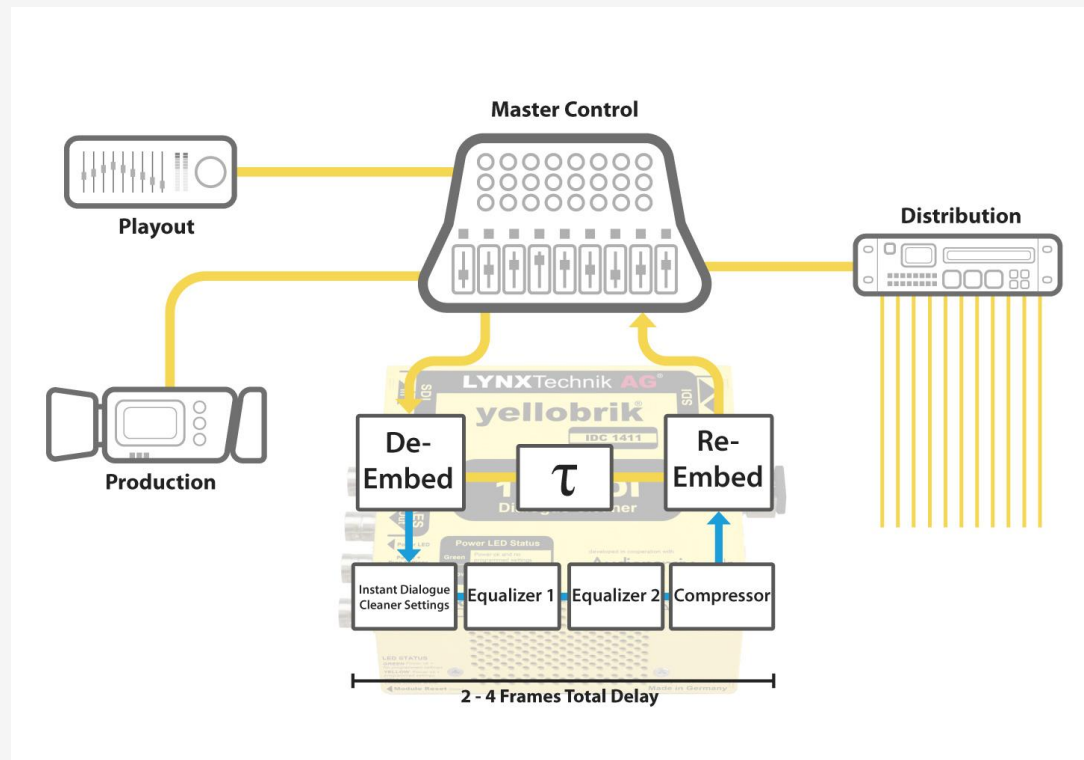 Master Control
Playout
Distribution
Production
SDI
IN
LYNXTechnik AG
SDI
yellobrik
IDC 1411
De-
Embed
τ
Re-
Embed
Power LED Status
Green
Instant Dialogue
Cleaner Settings
Equalizer 1
Equalizer 2
Compressor
LED STATUS
Module Reset
Made in Germany
2 - 4 Frames Total Delay